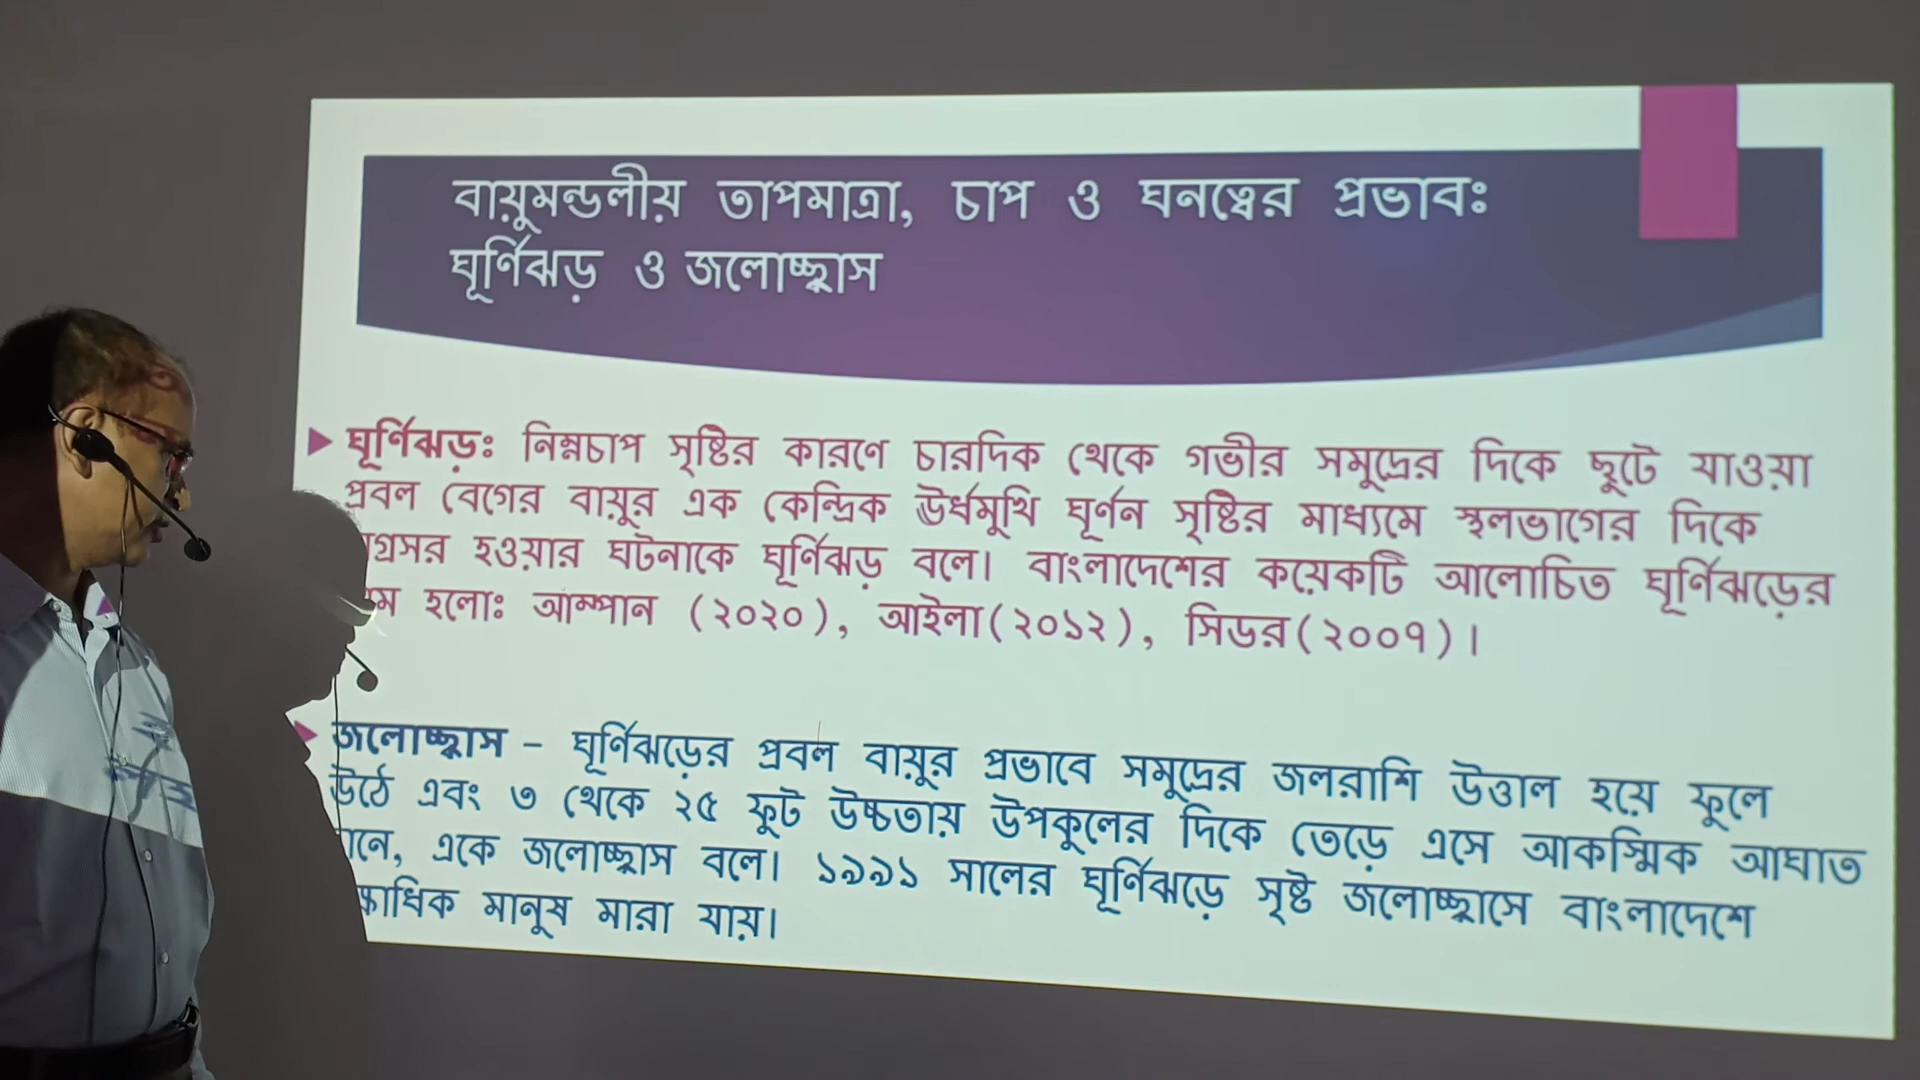 বায়ুমন্ডলীয় তাপমাত্রা, চাপ ও ঘনত্বের প্রভাবঃ
ঘূর্ণিঝড় ও জলোচ্ছ্বাস
ঘূর্ণিঝড়ঃ নিম্নচাপ সৃষ্টির কারণে চারদিক থেকে গভীর সমুদ্রের দিকে ছুটে যাওয়া
প্রবল বেগের বায়ুর এক কেন্দ্রিক ঊর্ধমুখি ঘূর্ণন সৃষ্টির মাধ্যমে স্থলভাগের দিকে
হওয়ার ঘটনাকে ঘূর্ণিঝড় বলে। বাংলাদেশের কয়েকটি আলোচিত ঘূর্ণিঝড়ের
হলোঃ আম্পান (২০২০), আইলা(২০১২), সিডর(২০০৭)।
জলোচ্ছ্বাস – ঘূর্ণিঝড়ের প্রবল বায়ুর প্রভাবে সমুদ্রের জলরাশি উত্তাল হয়ে ফুলে
উঠে এবং ৩ থেকে ২৫ ফুট উচ্চতায় উপকুলের দিকে তেড়ে এসে আকস্মিক আঘাত
একে জলোচ্ছ্বাস বলে। ১৯৯১ সালের ঘূর্ণিঝড়ে সৃষ্ট জলোচ্ছ্বাসে বাংলাদেশে
মানুষ মারা যায়।